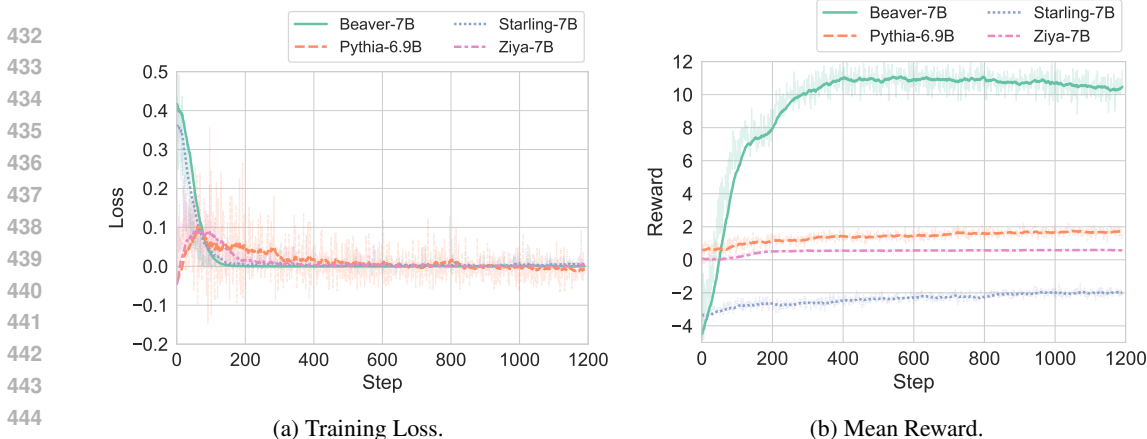 432
433
434
435
436
437
438
439
440
441
442
443
444
Beaver-7B
Pythia-6.9B
Starling-7B
Ziya-7B
0.5
0.4
0.3
0.2
0.1
0.0
−0.1
−0.2
Loss
0 200 400 600 800 1000 1200
Step
(a) Training Loss.
Beaver-7B
Pythia-6.9B
Starling-7B
Ziya-7B
12
10
8
6
4
2
0
−2
−4
Reward
0 200 400 600 800 1000 1200
Step
(b) Mean Reward.